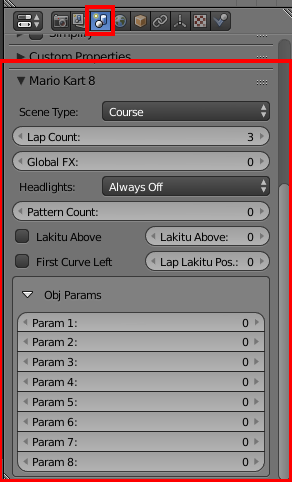 Simplify
Custom Properties
Mario Kart 8
Scene Type: Course
Lap Count: 3
Global FX: 0
Headlights: Always Off
Pattern Count: 0
Lakitu Above Lakitu Above: 0
First Curve Left Lap Lakitu Pos.: 0
Obj Params
Param 1: 0
Param 2: 0
Param 3: 0
Param 4: 0
Param 5: 0
Param 6: 0
Param 7: 0
Param 8: 0